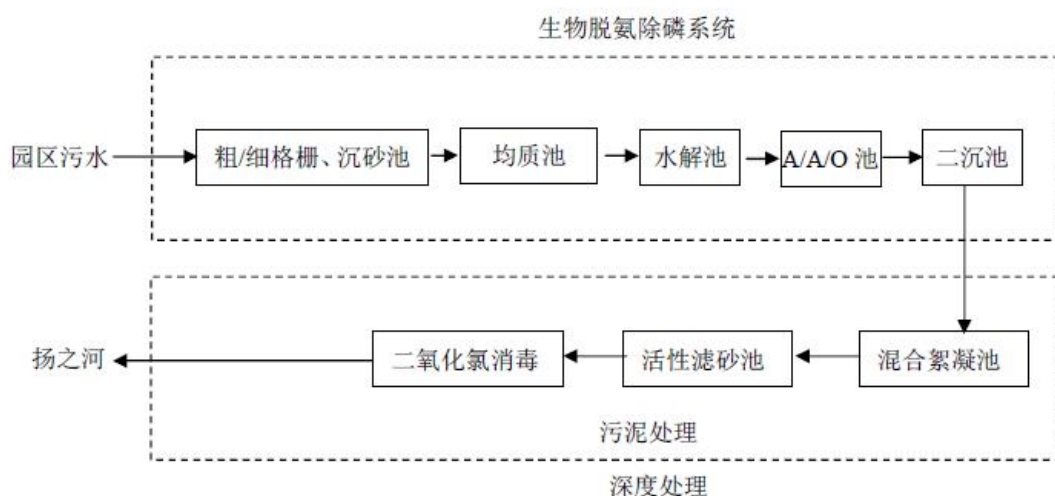 生物脱氨除磷系统
园区污水
粗/细格栅、沉砂池
均质池
水解池
A/A/O 池
二沉池
扬之河
二氧化氯消毒
活性滤砂池
混合絮凝池
污泥处理
深度处理